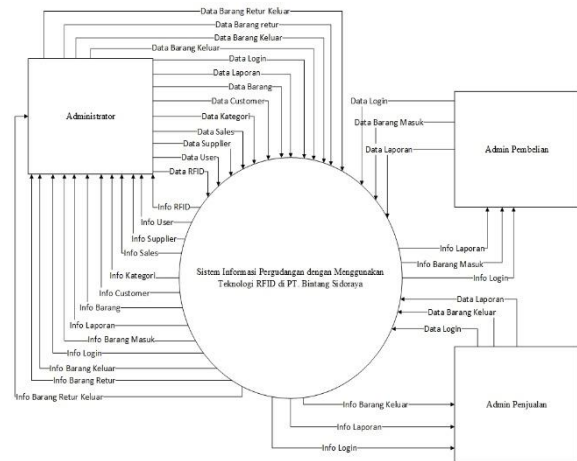 Data Barang Retur Keluar
Data Barang retur
Data Barang Keluar
Data Barang Keluar
Data Login
Data Laporan
Data Barang
Data Customer
Data Kategori
Data Sales
Data Supplier
Data User
Data RFID
Administrator
Info RFID
Info User
Info Supplier
Info Sales
Info Kategori
Info Customer
Info Barang
Info Laporan
Info Barang Masuk
Info Login
Info Barang Keluar
Info Barang Retur
Info Barang Retur Keluar
Sistem Informasi Pergudangan dengan Menggunakan
Teknologi RFID di PT. Bintang Sidoraya
Data Login
Data Barang Masuk
Data Laporan
Admin Pembelian
Info Laporan
Info Barang Masuk
Info Login
Data Laporan
Data Barang Keluar
Data Login
Admin Penjualan
Info Barang Keluar
Info Laporan
Info Login